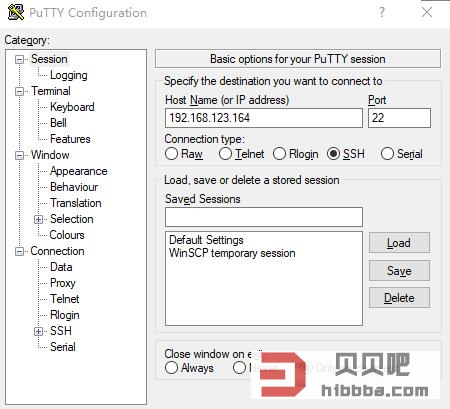 PuTTY Configuration
Category:
Session
Logging
Terminal
Keyboard
Bell
Features
Window
Appearance
Behaviour
Translation
Selection
Colours
Connection
Data
Proxy
Telnet
Rlogin
SSH
Serial
Basic options for your PuTTY session
Specify the destination you want to connect to
Host Name (or IP address) Port
192.168.123.164 22
Connection type:
Raw Telnet Rlogin SSH Serial
Load, save or delete a stored session
Saved Sessions
Default Settings
WinSCP temporary session
Load
Save
Delete
Close window on
Always
贝贝吧
hibbba.com